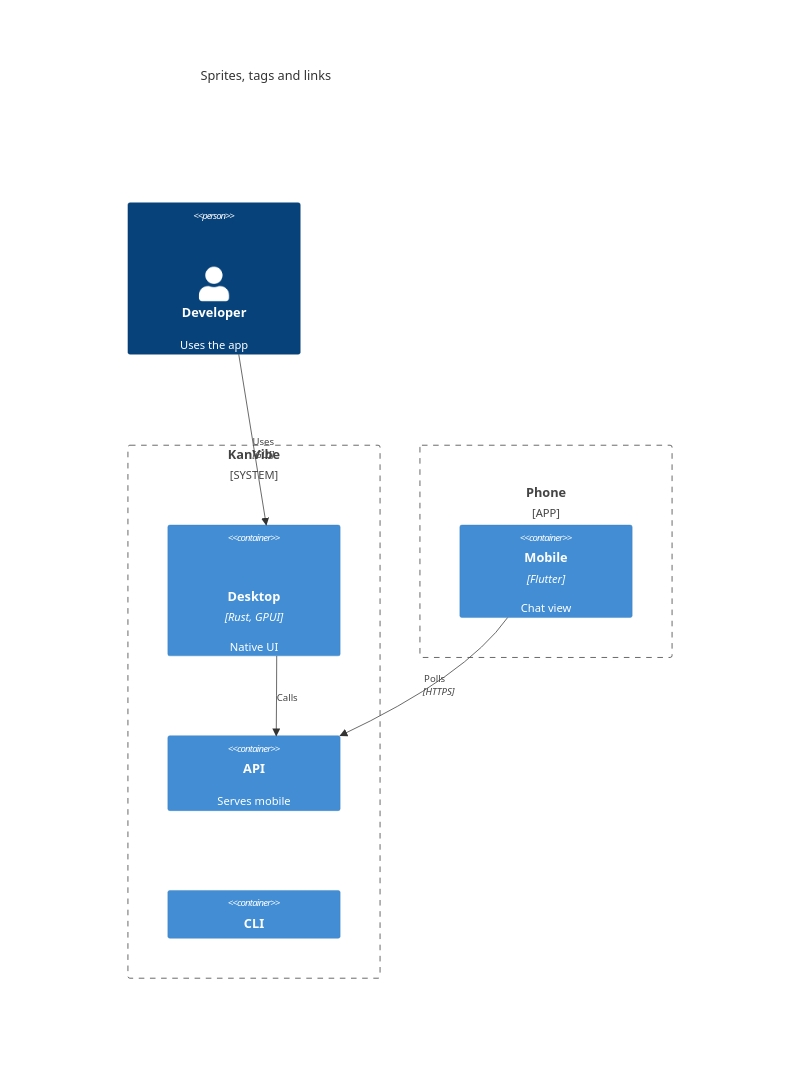 Sprites, tags and links
<<person>>
Developer
Uses the app
Uses
KanVibe
[SYSTEM]
<<container>>
Desktop
[Rust, GPUI]
Native UI
Phone
[APP]
<<container>>
Mobile
[Flutter]
Chat view
Calls
Polls
[HTTPS]
<<container>>
API
Serves mobile
<<container>>
CLI